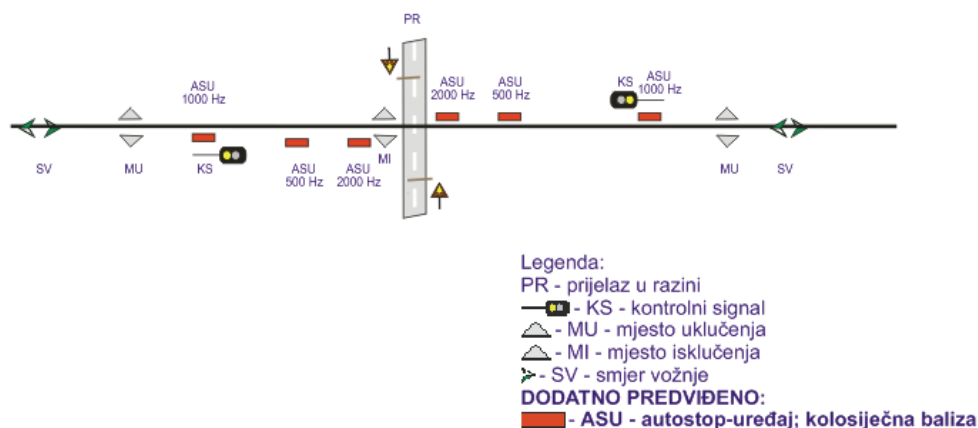 PR
ASU
1000 Hz
ASU
2000 Hz
ASU
500 Hz
KS
ASU
1000 Hz
SV
MU
KS
ASU
500 Hz
ASU
2000 Hz
MI
MU
SV
Legenda:
PR - prijelaz u razini
- KS - kontrolni signal
- MU - mjesto uklučenja
- MI - mjesto isklučenja
- SV - smjer vožnje
DODATNO PREDVIĐENO:
- ASU - autostop-uređaj; kolosiječna baliza